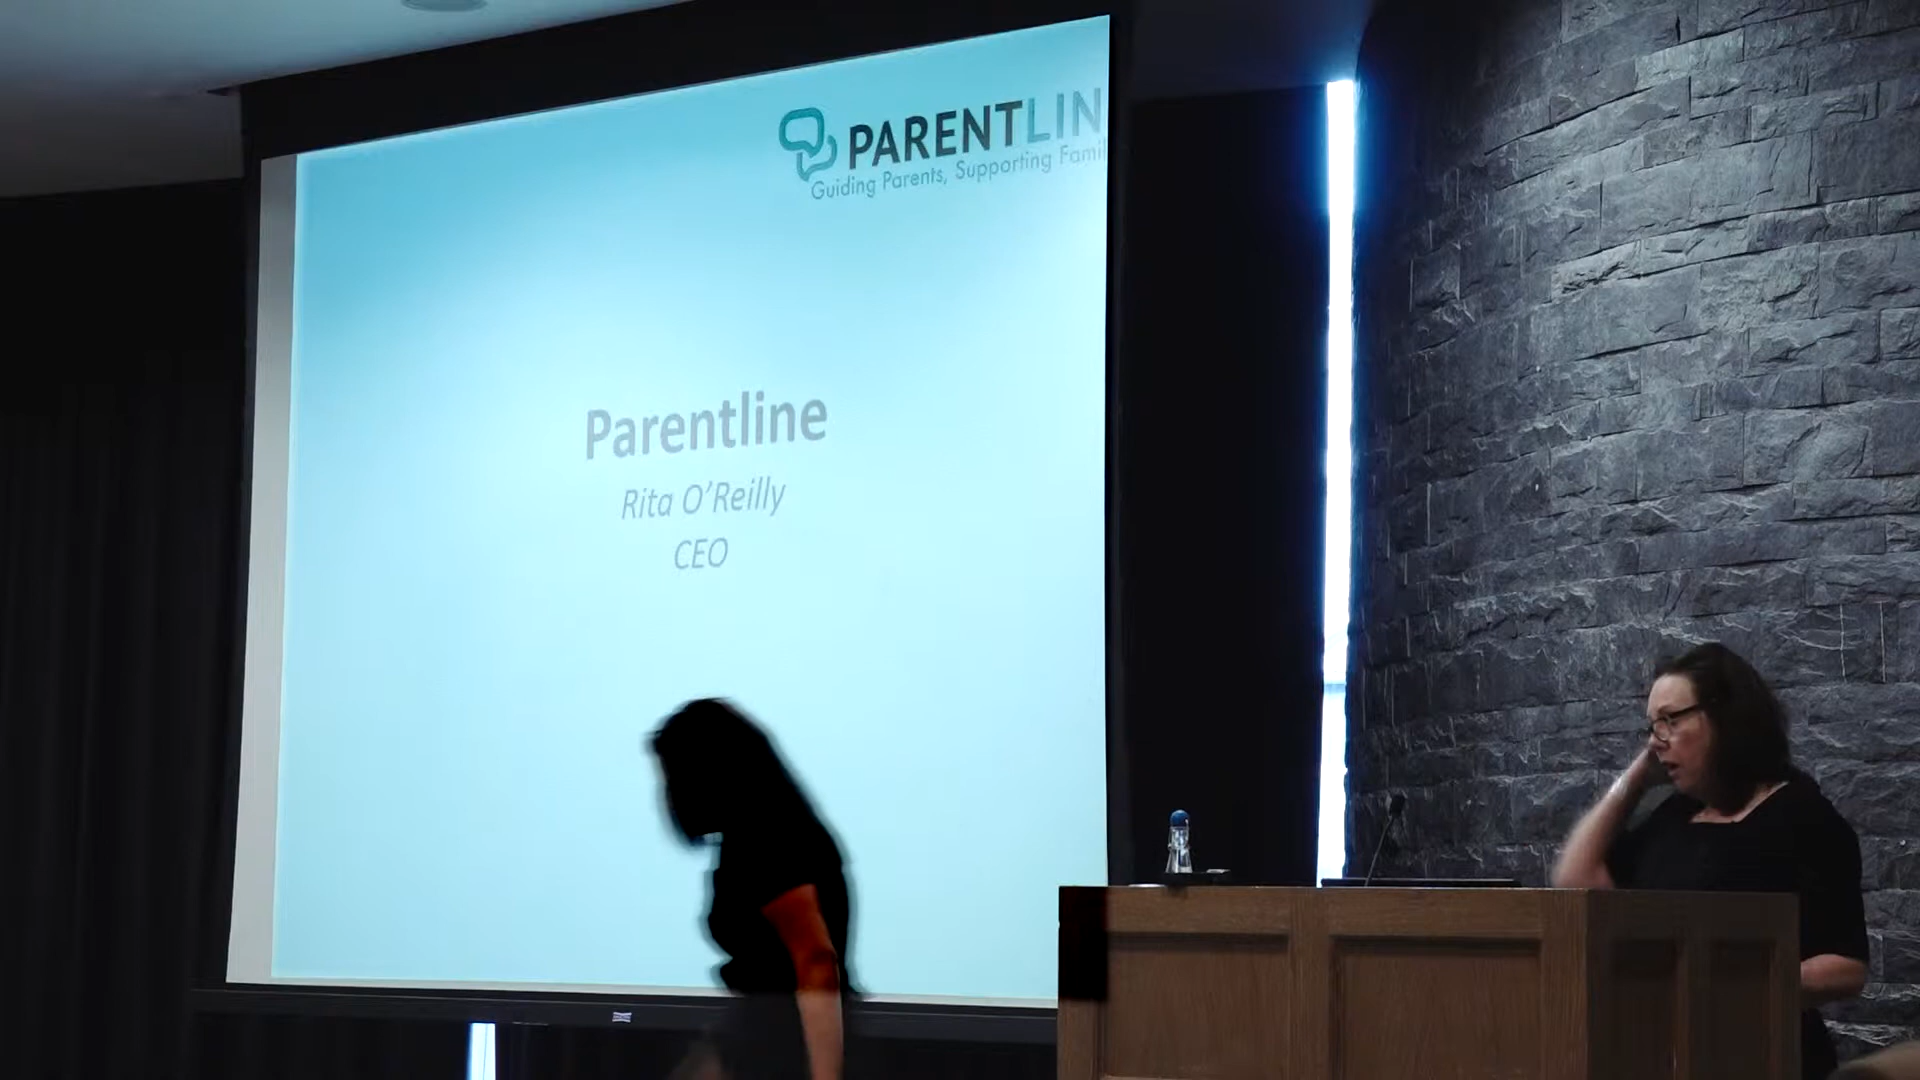 PARENTLIN
Guiding Parents, Supporting Famil
Parentline
Rita O'Reilly
CEO